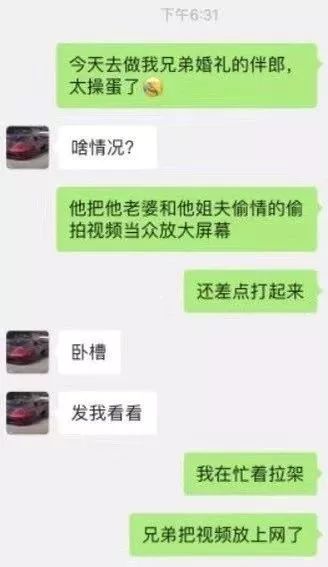 下午6:31
今天去做我兄弟婚礼的伴郎，
太操蛋了
啥情况？
他把他老婆和他姐夫偷情的偷
拍视频当众放大屏幕
还差点打起来
卧槽
发我看看
我在忙着拉架
兄弟把视频放上网了